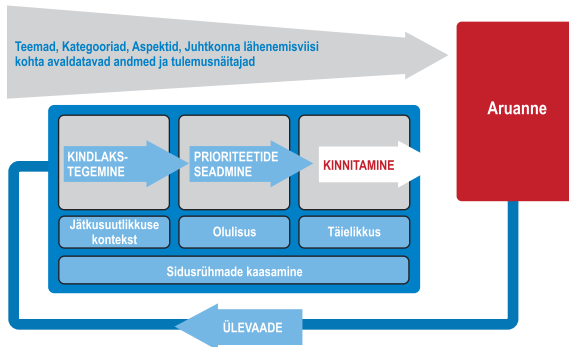 Teemad, Kategooriad, Aspektid, Juhtkonna lähenemisviisi
kohta avaldatavad andmed ja tulemusnäitajad
Aruanne
KINDLAKS-
TEGEMINE
PRIORITEETIDE
SEADMINE
KINNITAMINE
Jätkusuutlikkuse
kontekst
Olulisus
Täielikkus
Sidusrühmade kaasamine
ÜLEVAADE